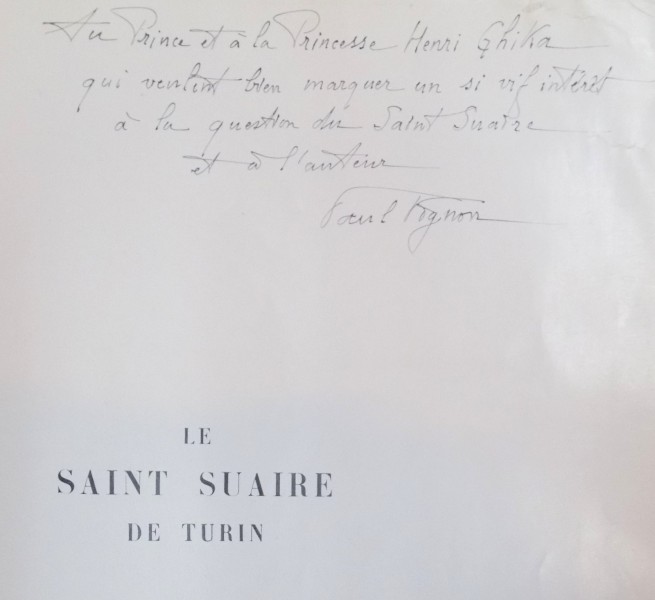 Au Prince et à la Princesse Henri Ghika
qui veulent bien marquer un si vif intérêt
à la question du Saint Suaire
et à l'auteur
Paul Vignon
LE
SAINT SUAIRE
DE TURIN